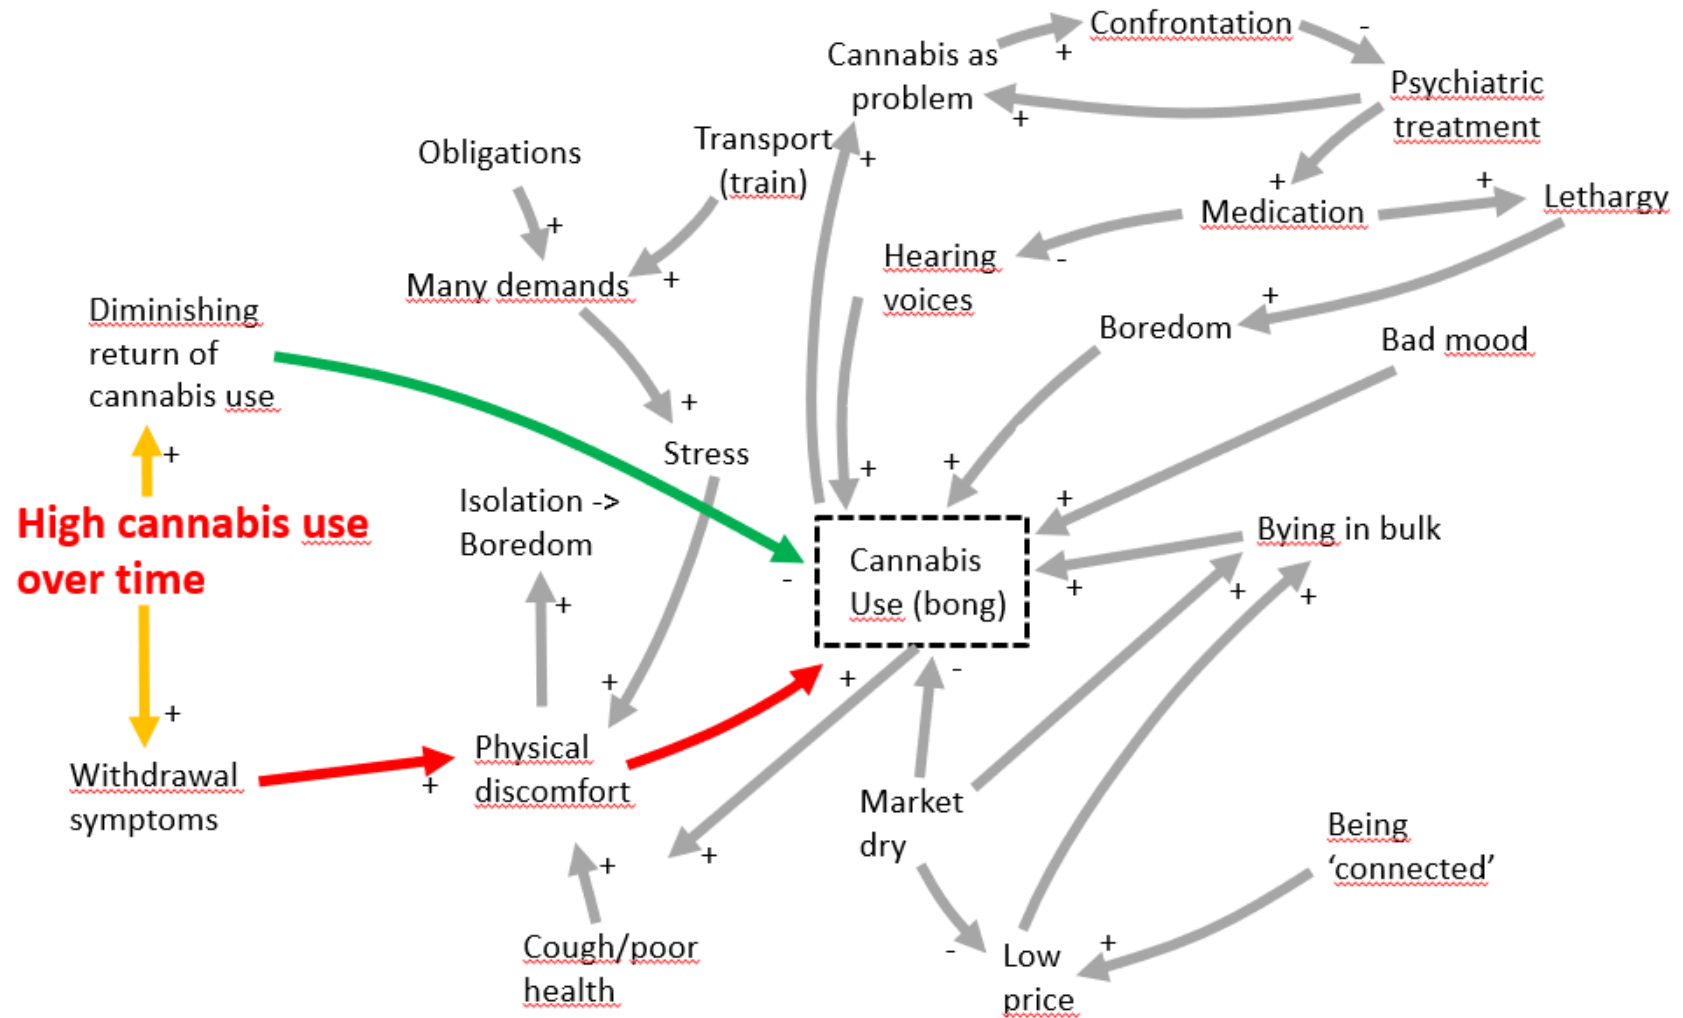 Confrontation
-
+
Cannabis as
problem
Psychiatric
treatment
+
Transport
(train)
+
Obligations
+
+
Lethargy
Medication
+
Hearing
voices
-
Many demands
+
Diminishing
return of
cannabis use
+
Boredom
Bad mood
+
Stress
+
+
+
+
Isolation ->
Boredom
High cannabis use
over time
Bying in bulk
Cannabis
Use (bong)
-
+
+
+
+
+
+
-
+
Physical
discomfort
Withdrawal
symptoms
+
Market
dry
Being
‘connected’
+
+
Cough/poor
health
-
+
Low
price